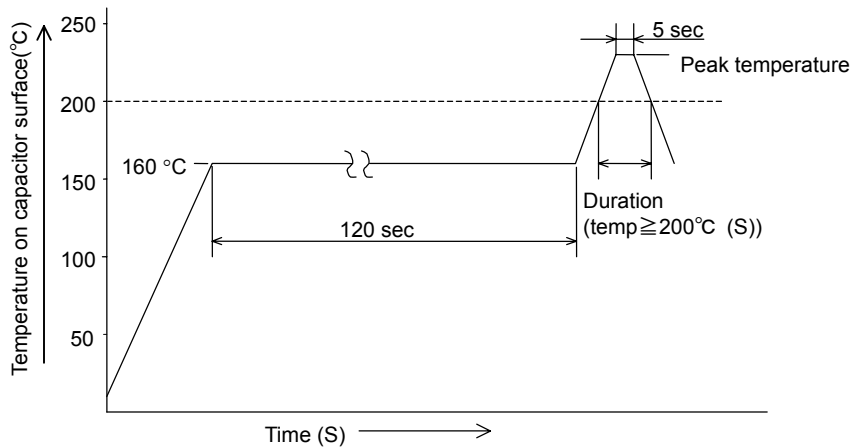 Temperature on capacitor surface(℃)
250
200
150
100
50
160 °C
120 sec
5 sec
Peak temperature
Duration
(temp≧200℃ (S))
Time (S)